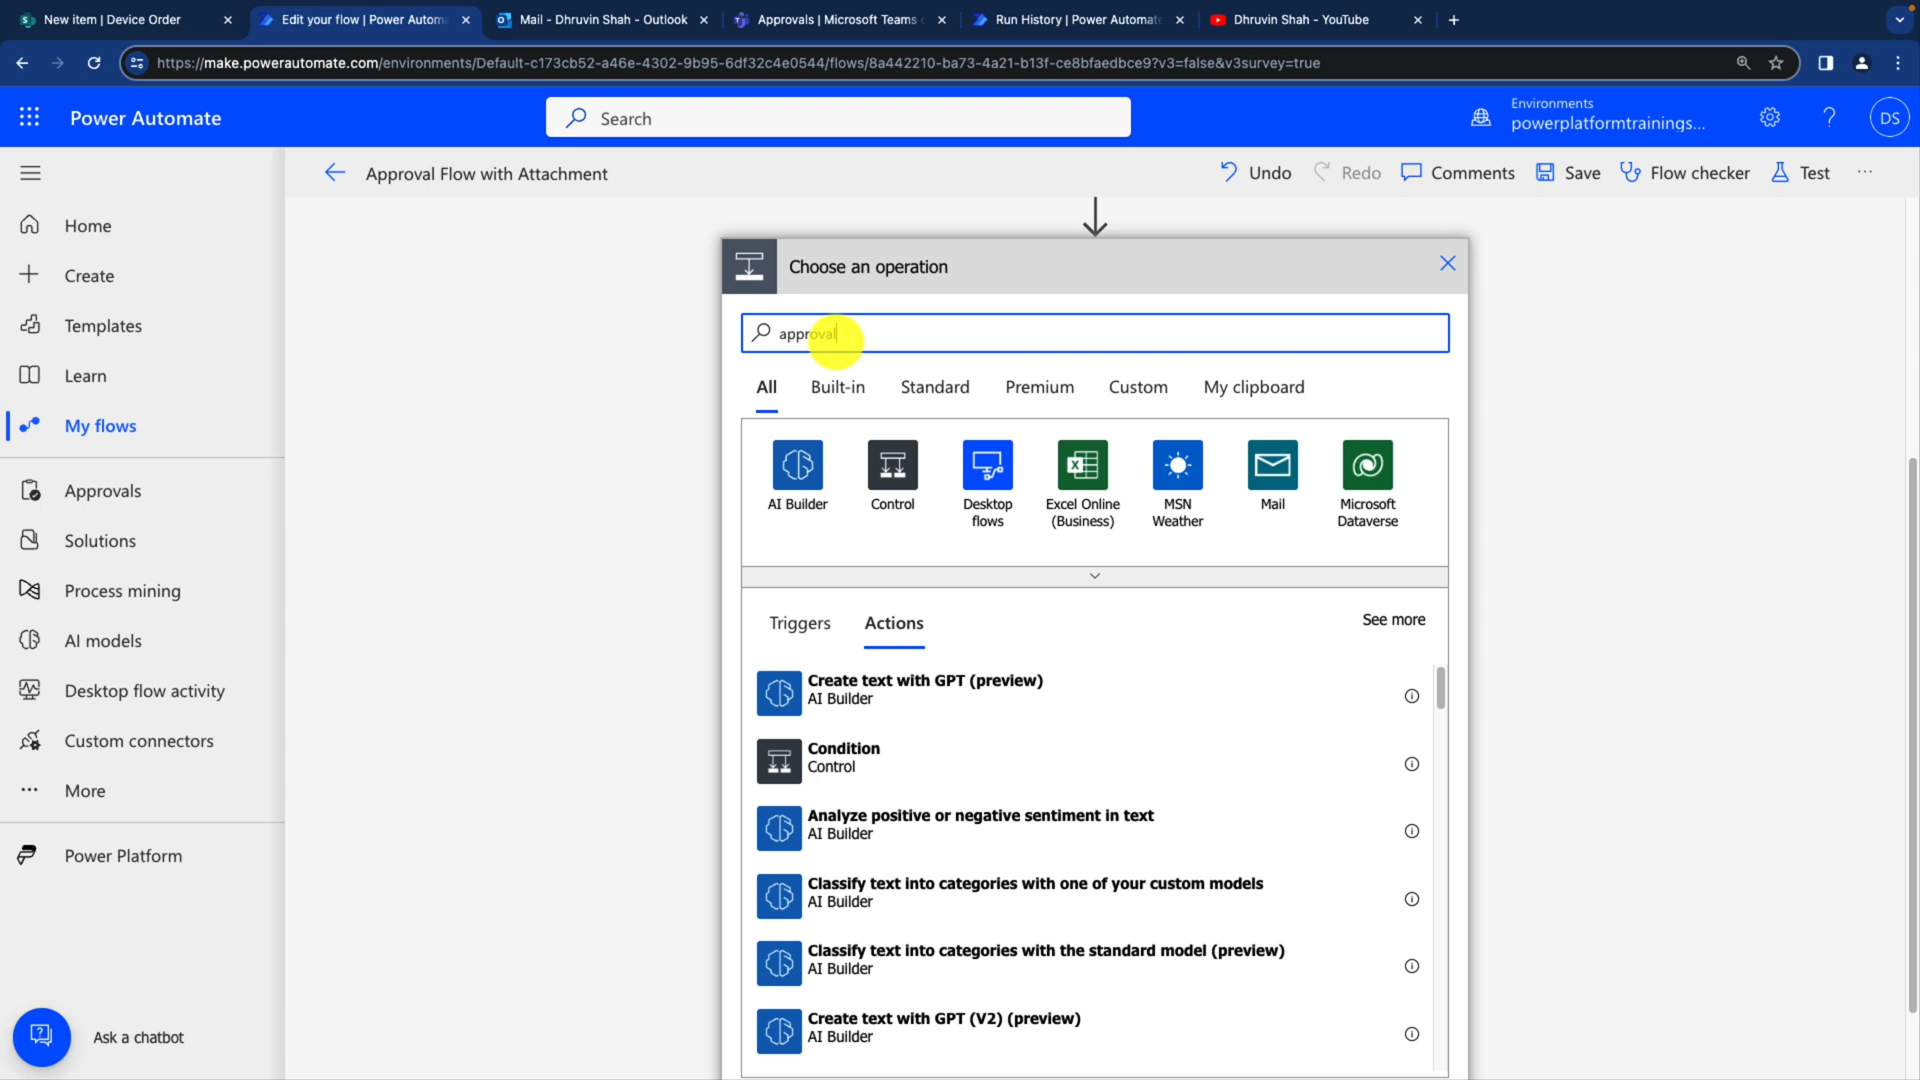 New item | Device Order
Edit your flow | Power Automa
Mail - Dhruvin Shah - Outlook
Approvals | Microsoft Teams
Run History | Power Automate
Dhruvin Shah - YouTube
https://make.powerautomate.com/environments/Default-c173cb52-a46e-4302-9b95-6df32c4e0544/flows/8a442210-ba73-4a21-b13f-ce8bfaedbce9?v3=false&v3survey=true
Power Automate
Search
Environments
powerplatformtrainings...
DS
Approval Flow with Attachment
Undo
Redo
Comments
Save
Flow checker
Test
Home
Create
Templates
Learn
My flows
Approvals
Solutions
Process mining
AI models
Desktop flow activity
Custom connectors
More
Power Platform
Ask a chatbot
Choose an operation
approval
All
Built-in
Standard
Premium
Custom
My clipboard
AI Builder
Control
Desktop
flows
Excel Online
(Business)
MSN
Weather
Mail
Microsoft
Dataverse
Triggers
Actions
See more
Create text with GPT (preview)
AI Builder
Condition
Control
Analyze positive or negative sentiment in text
AI Builder
Classify text into categories with one of your custom models
AI Builder
Classify text into categories with the standard model (preview)
AI Builder
Create text with GPT (V2) (preview)
AI Builder